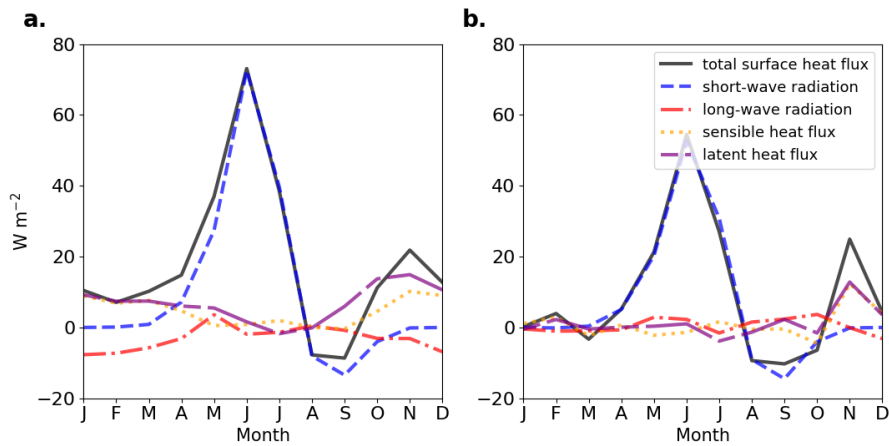 a.
80
60
40
20
0
−20
W m−2
J F M A M J J A S O N D
Month
b.
80
60
40
20
0
−20
J F M A M J J A S O N D
Month
total surface heat flux
short-wave radiation
long-wave radiation
sensible heat flux
latent heat flux